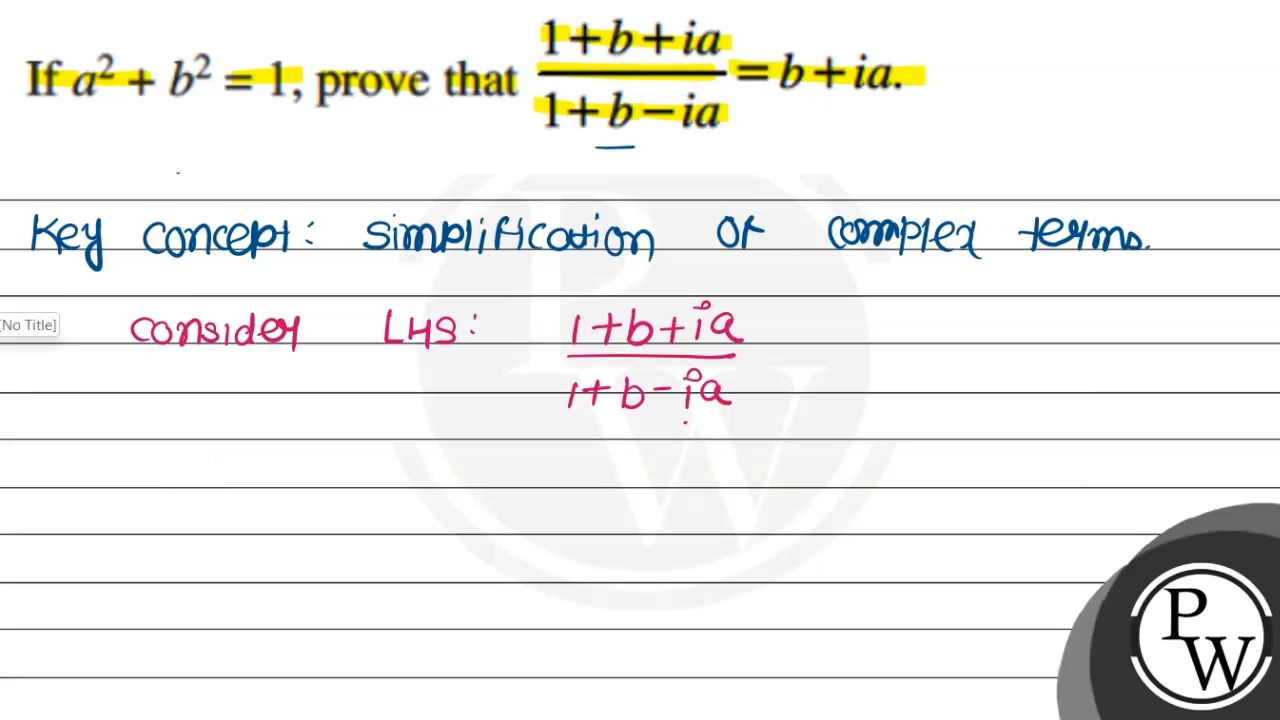 If a² + b² = 1, prove that (1+b+ia)/(1+b−ia) = b+ia.
Key concept: simplification of complex terms.
[No Title]
consider LHS: (1+b+ia)/(1+b−ia)
PW